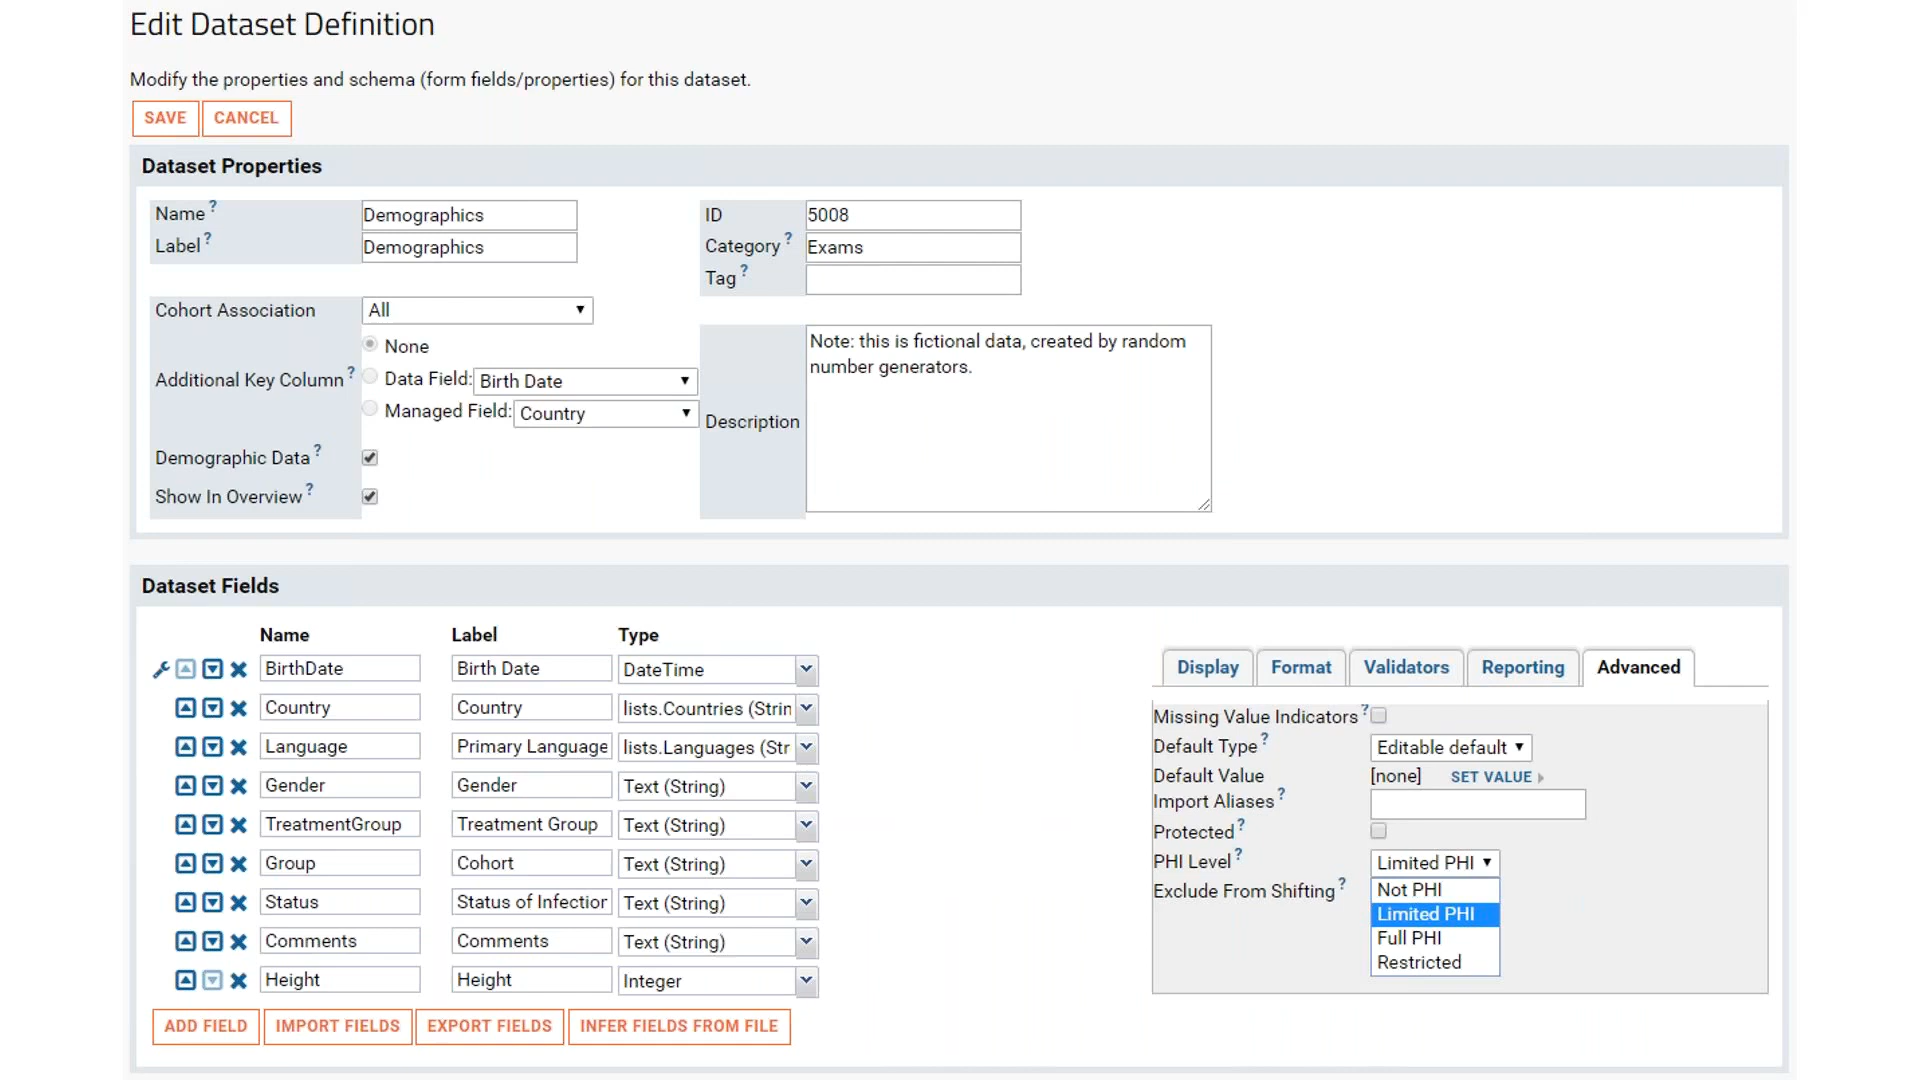 Edit Dataset Definition
Modify the properties and schema (form fields/properties) for this dataset.
SAVE CANCEL
Dataset Properties
Name ? Demographics
Label ? Demographics
ID 5008
Category ? Exams
Tag ?
Cohort Association All
Additional Key Column ?
None
Data Field: Birth Date
Managed Field: Country
Demographic Data ?
Show In Overview ?
Description
Note: this is fictional data, created by random
number generators.
Dataset Fields
Name Label Type
BirthDate Birth Date DateTime
Country Country lists.Countries (Strin
Language Primary Language lists.Languages (Str
Gender Gender Text (String)
TreatmentGroup Treatment Group Text (String)
Group Cohort Text (String)
Status Status of Infection Text (String)
Comments Comments Text (String)
Height Height Integer
ADD FIELD IMPORT FIELDS EXPORT FIELDS INFER FIELDS FROM FILE
Display Format Validators Reporting Advanced
Missing Value Indicators ?
Default Type ? Editable default
Default Value [none] SET VALUE
Import Aliases ?
Protected ?
PHI Level ? Limited PHI
Exclude From Shifting ?
Not PHI
Limited PHI
Full PHI
Restricted